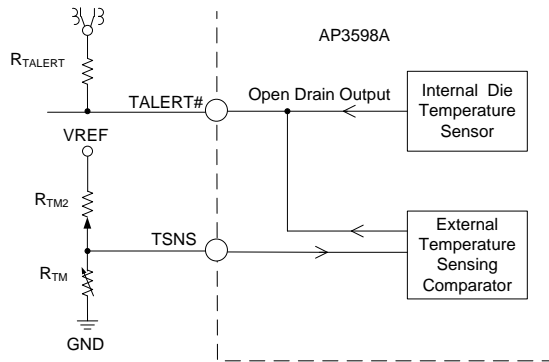 AP3598A
RTALERT
TALERT#
Open Drain Output
Internal Die
Temperature
Sensor
VREF
RTM2
TSNS
External
Temperature
Sensing
Comparator
RTM
GND